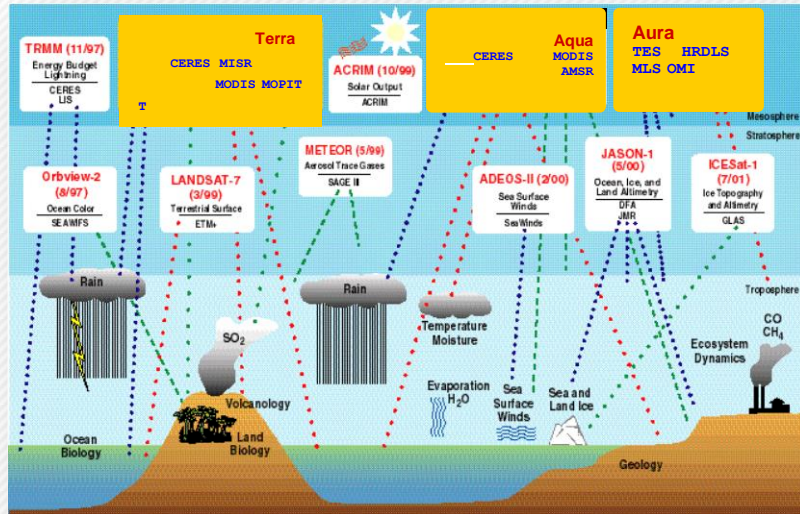 TRMM (11/97)
Energy Budget
Lightning
CERES
LIS
Terra
CERES MISR
MODIS MOPIT
T
ACRIM (10/99)
Solar Output
ACRIM
Aqua
CERES MODIS
AMSR
Aura
TES HRDLS
MLS OMI
Mesosphere
Stratosphere
Orbview-2
(8/97)
Ocean Color
SEAWIFS
LANDSAT-7
(3/99)
Terrestrial Surface
ETM+
METEOR (5/99)
Aerosol Trace Gases
SAGE III
ADEOS-II (2/00)
Sea Surface
Winds
SeaWinds
JASON-1
(5/00)
Ocean, Ice, and
Land Altimetry
DFA
JMR
ICESat-1
(7/01)
Ice Topography
and Altimetry
GLAS
Troposphere
Rain
SO2
Rain
Temperature
Moisture
CO
CH4
Ecosystem
Dynamics
Evaporation
H2O
Sea
Surface
Winds
Sea and
Land Ice
Volcanology
Ocean
Biology
Land
Biology
Geology